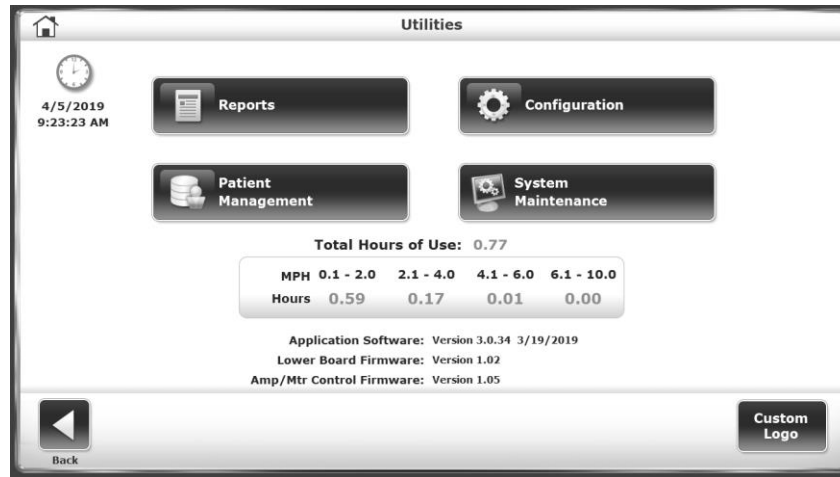 Utilities
4/5/2019
9:23:23 AM
Reports
Configuration
Patient
Management
System
Maintenance
Total Hours of Use: 0.77
MPH 0.1 - 2.0 2.1 - 4.0 4.1 - 6.0 6.1 - 10.0
Hours 0.59 0.17 0.01 0.00
Application Software: Version 3.0.34 3/19/2019
Lower Board Firmware: Version 1.02
Amp/Mtr Control Firmware: Version 1.05
Back
Custom
Logo